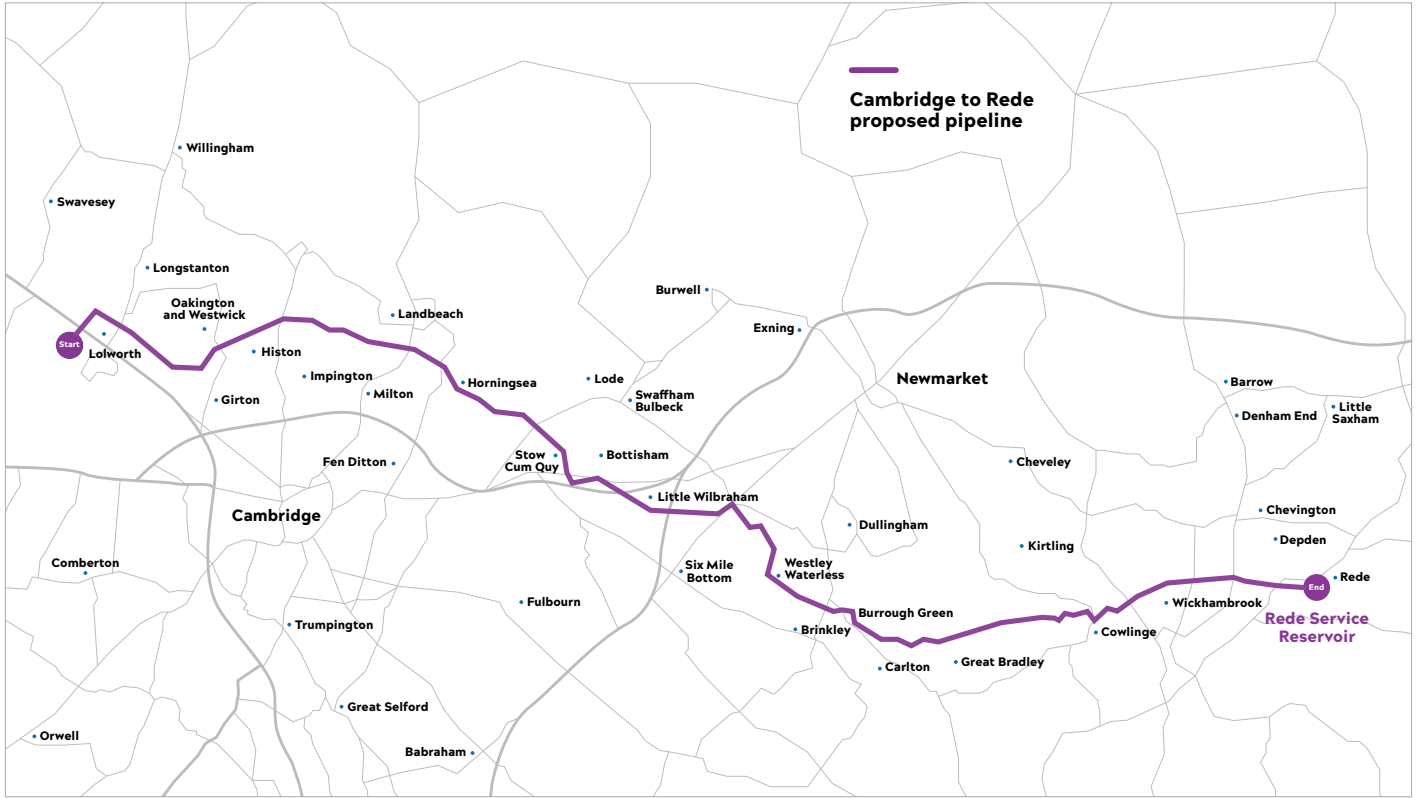 Cambridge to Rede
proposed pipeline
Willingham
Swavesey
Longstanton
Oakington
and Westwick
Burwell
Landbeach
Exning
Start
Lolworth
Histon
Impington
Horningsea
Lode
Newmarket
Barrow
Milton
Girton
Swaffham
Bulbeck
Denham End
Little
Saxham
Stow
Cum Quy
Bottisham
Fen Ditton
Cheveley
Little Wilbraham
Cambridge
Chevington
Dullingham
Depden
Kirtling
Comberton
Six Mile
Bottom
Westley
Waterless
Rede
End
Fulbourn
Wickhambrook
Burrough Green
Rede Service
Reservoir
Trumpington
Brinkley
Cowlinge
Carlton
Great Bradley
Great Selford
Orwell
Babraham